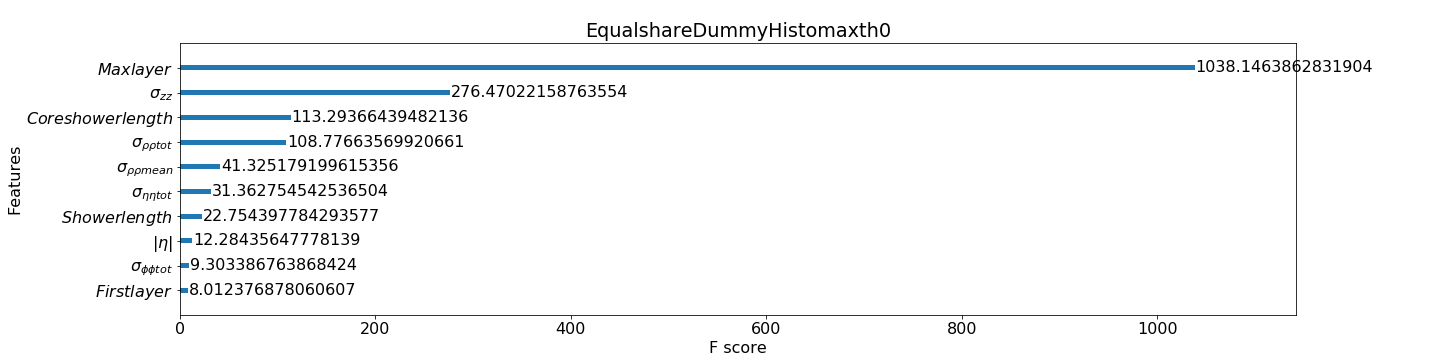 EqualshareDummyHistomaxth0
Maxlayer 1038.1463862831904
σzz 276.47022158763554
Coreshowerlength 113.29366439482136
σρρtot 108.77663569920661
σρρmean 41.325179199615356
σηηtot 31.362754542536504
Showerlength 22.754397784293577
|η| 12.28435647778139
σϕϕtot 9.303386763868424
Firstlayer 8.012376878060607
Features
0 200 400 600 800 1000
F score